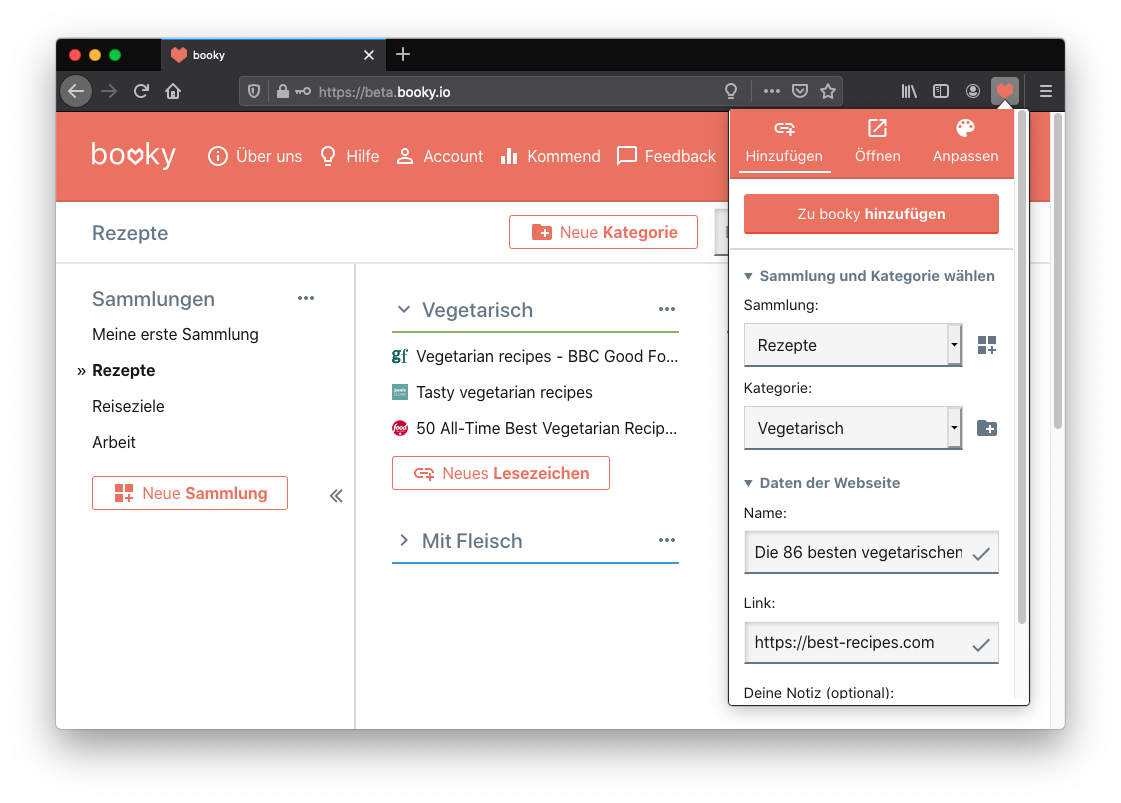 booky
https://beta.booky.io
booky
Über uns
Hilfe
Account
Kommend
Feedback
Rezepte
Neue Kategorie
Sammlungen
Meine erste Sammlung
» Rezepte
Reiseziele
Arbeit
Neue Sammlung
Vegetarisch
gf Vegetarian recipes - BBC Good Fo...
Tasty vegetarian recipes
food 50 All-Time Best Vegetarian Recip...
Neues Lesezeichen
Mit Fleisch
Hinzufügen
Öffnen
Anpassen
Zu booky hinzufügen
Sammlung und Kategorie wählen
Sammlung:
Rezepte
Kategorie:
Vegetarisch
Daten der Webseite
Name:
Die 86 besten vegetarischen
Link:
https://best-recipes.com
Deine Notiz (optional):